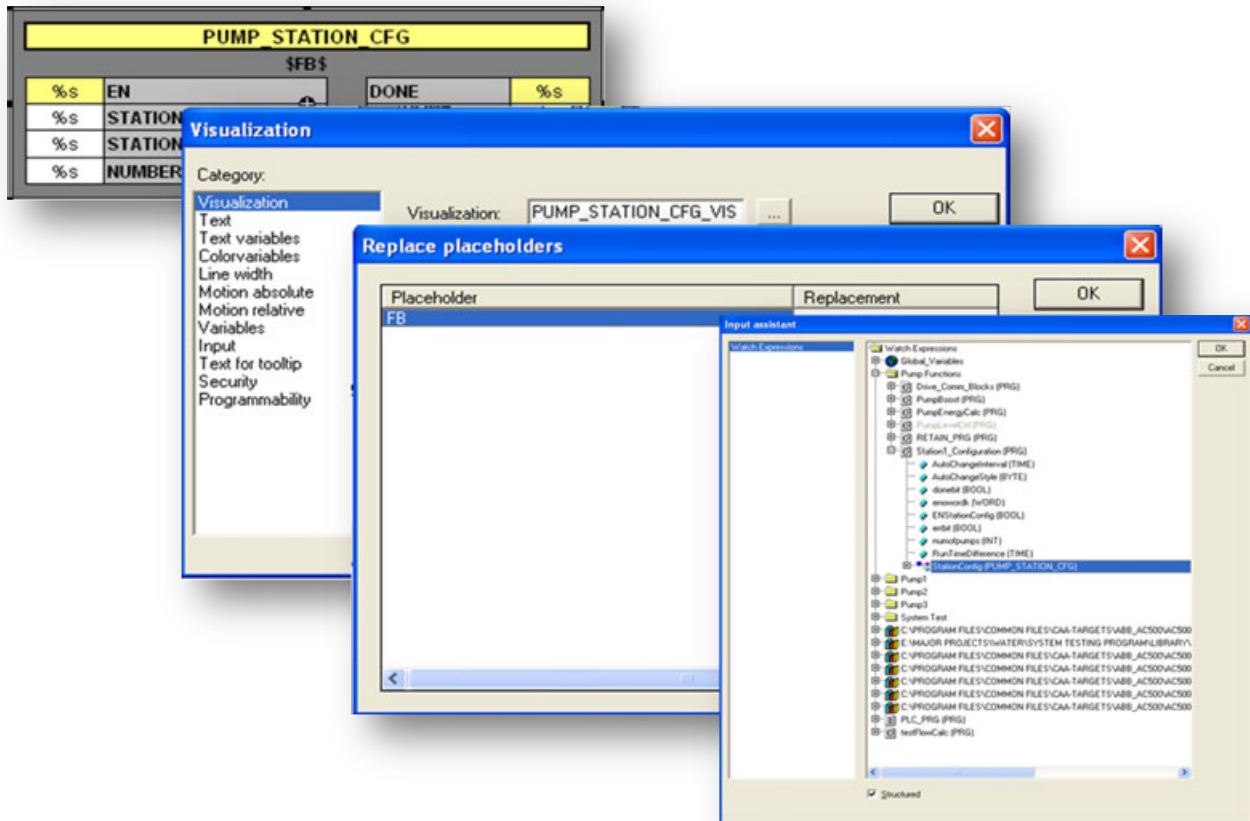 PUMP_STATION_CFG
$FB$
%s EN DONE %s
%s STATION
%s STATION
%s NUMBER
Visualization
Category:
Visualization
Text
Text variables
Colorvariables
Line width
Motion absolute
Motion relative
Variables
Input
Text for tooltip
Security
Programmability
Visualization: PUMP_STATION_CFG_VIS ... OK
Replace placeholders
Placeholder Replacement OK
FB
Input assistant
Watch Expressions
Watch Expressions
Global_Variables
Pump Functions
Drive_Comm_Blocks (PRG)
PumpBoost (PRG)
PumpEnergyCalc (PRG)
PumpLevelCtrl (PRG)
RETAIN_PRG (PRG)
Station1_Configuration (PRG)
AutoChangeInterval (TIME)
AutoChangeStyle (BYTE)
donebit (BOOL)
(WORD)
ENStationConfig (BOOL)
(BOOL)
numofpumps (INT)
RunTimeDifference (TIME)
StationConfig (PUMP_STATION_CFG)
Pump1
Pump2
Pump3
System Test
C:\PROGRAM FILES\COMMON FILES\CAA-TARGETS\ABB_AC500\AC500
E:\MAJOR PROJECTS\WATER\SYSTEM TESTING PROGRAM\LIBRARY\
C:\PROGRAM FILES\COMMON FILES\CAA-TARGETS\ABB_AC500\AC500
C:\PROGRAM FILES\COMMON FILES\CAA-TARGETS\ABB_AC500\AC500
C:\PROGRAM FILES\COMMON FILES\CAA-TARGETS\ABB_AC500\AC500
C:\PROGRAM FILES\COMMON FILES\CAA-TARGETS\ABB_AC500\AC500
C:\PROGRAM FILES\COMMON FILES\CAA-TARGETS\ABB_AC500\AC500
PLC_PRG (PRG)
testFlowCalc (PRG)
OK
Cancel
Structured